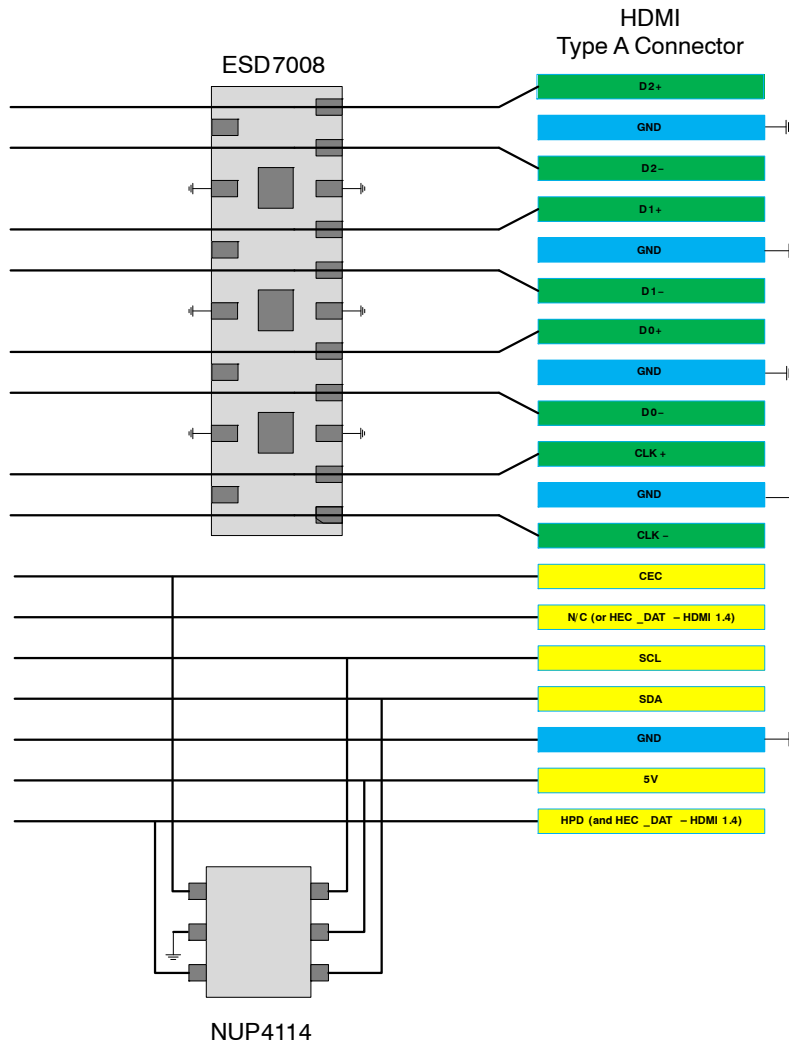 HDMI
Type A Connector
ESD7008
D2+
GND
D2−
D1+
GND
D1−
D0+
GND
D0−
CLK +
GND
CLK −
CEC
N/C (or HEC _DAT − HDMI 1.4)
SCL
SDA
GND
5V
HPD (and HEC _DAT − HDMI 1.4)
NUP4114